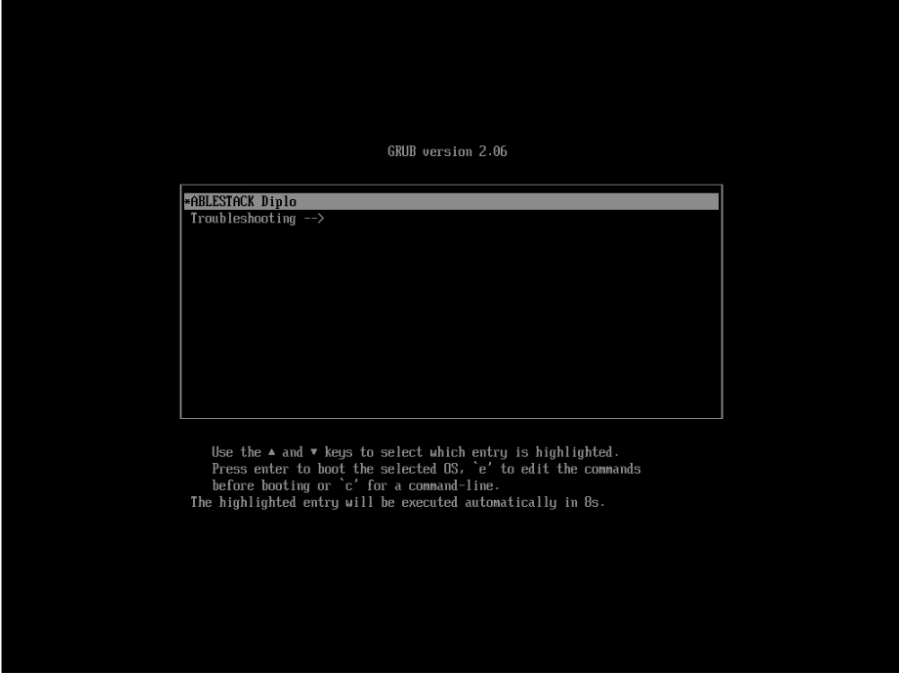 GRUB version 2.06
*ABLESTACK Diplo
Troubleshooting -->
Use the ▲ and ▼ keys to select which entry is highlighted.
Press enter to boot the selected OS, `e' to edit the commands
before booting or `c' for a command-line.
The highlighted entry will be executed automatically in 8s.